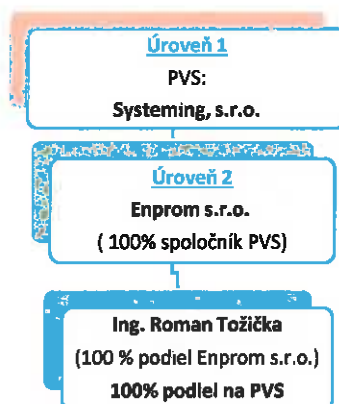 Úroveň 1
PVS:
Systeming, s.r.o.
Úroveň 2
Enprom s.r.o.
( 100% spoločník PVS)
Ing. Roman Tožička
(100 % podiel Enprom s.r.o.)
100% podiel na PVS